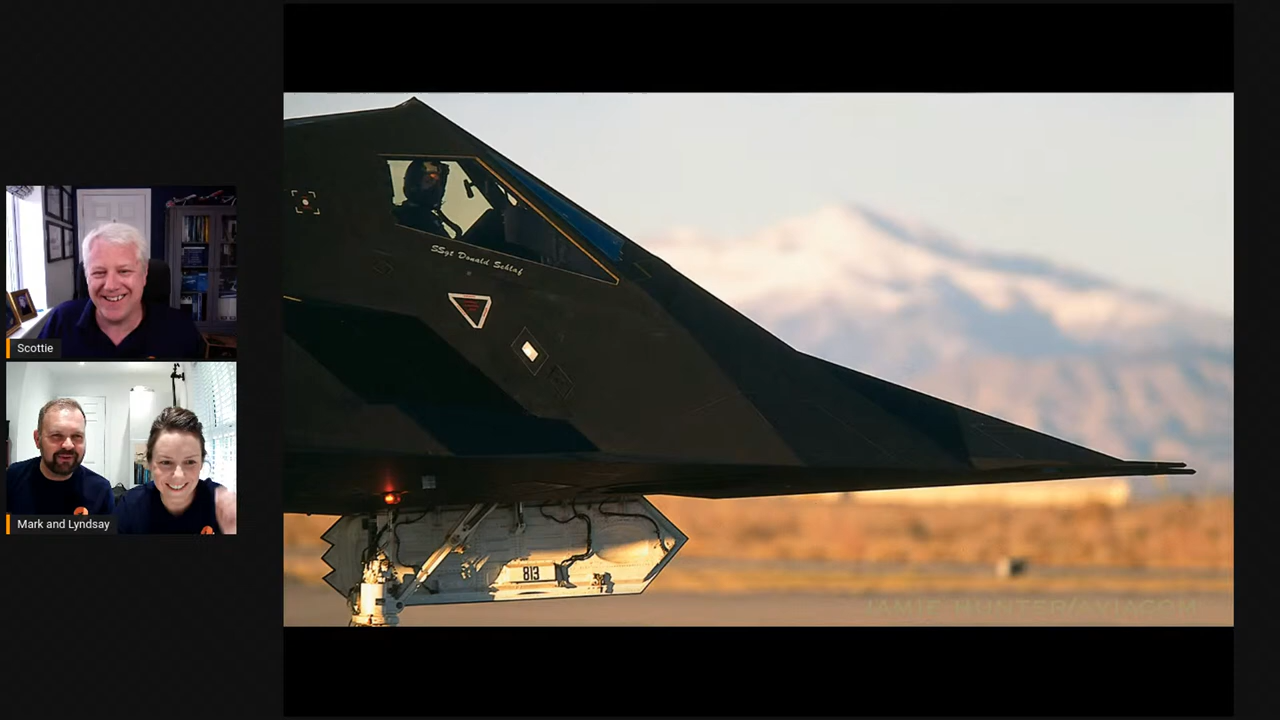 Scottie
Mark and Lyndsay
SSgt Donald Schlaf
813
JAMIE HUNTER/AVIACOM